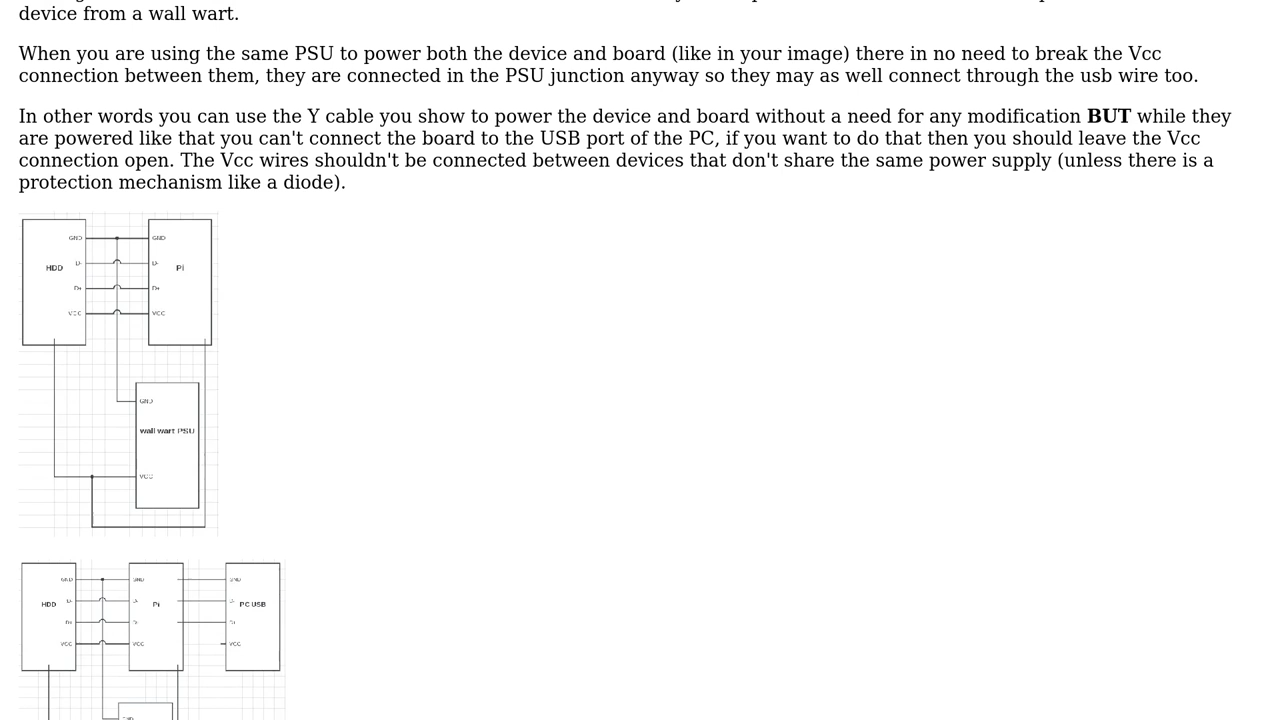 device from a wall wart.
When you are using the same PSU to power both the device and board (like in your image) there in no need to break the Vcc
connection between them, they are connected in the PSU junction anyway so they may as well connect through the usb wire too.
In other words you can use the Y cable you show to power the device and board without a need for any modification BUT while they
are powered like that you can't connect the board to the USB port of the PC, if you want to do that then you should leave the Vcc
connection open. The Vcc wires shouldn't be connected between devices that don't share the same power supply (unless there is a
protection mechanism like a diode).
GND GND
HDD D- D- Pi
D+ D+
VCC VCC
GND
wall wart PSU
VCC
GND GND GND
HDD D- Pi PC USB
D+ D+
VCC VCC VCC
GND